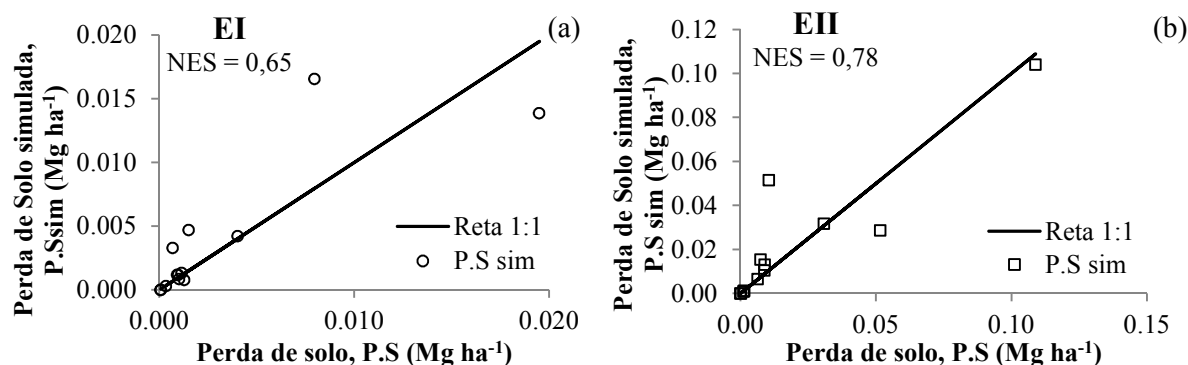 EI
(a)
NES = 0,65
Perda de Solo simulada,
P.Ssim (Mg ha⁻¹)
0.020
0.015
0.010
0.005
0.000
Reta 1:1
P.S sim
0.000
0.010
0.020
Perda de solo, P.S (Mg ha⁻¹)
EII
(b)
NES = 0,78
Perda de Solo simulada,
P.S sim (Mg ha⁻¹)
0.12
0.10
0.08
0.06
0.04
0.02
0.00
Reta 1:1
P.S sim
0.00
0.05
0.10
0.15
Perda de solo, P.S (Mg ha⁻¹)